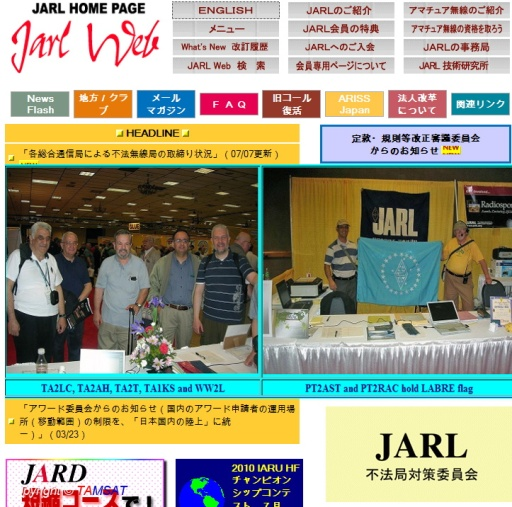 JARL HOME PAGE
Jarl Web
ENGLISH
JARLのご紹介
アマチュア無線のご紹介
メニュー
JARL会員の特典
アマチュア無線の資格を取ろう
What's New 改訂履歴
JARLへのご入会
JARLの事務局
JARL Web 検 索
会員専用ページについて
JARL 技術研究所
News Flash
地方 / クラブ
メール マガジン
F A Q
旧コール 復活
ARISS Japan
法人改革 について
関連リンク
HEADLINE
定款・規則等改正審議委員会
からのお知らせ NEW
「各総合通信局による不法無線局の取締り状況」（07/07更新）
JARL
Radiosport
TA2LC, TA2AH, TA2T, TA1KS and WW2L
PT2AST and PT2RAC hold LABRE flag
「アワード委員会からのお知らせ（国内のアワード申請者の運用場
所（移動範囲）の制限を、「日本国内の陸上」に統
一）」（03/23）
JARL
不法局対策委員会
JARD
TAMSAT
2010 IARU HF
チャンピオン
シップコンテ
スト 7月